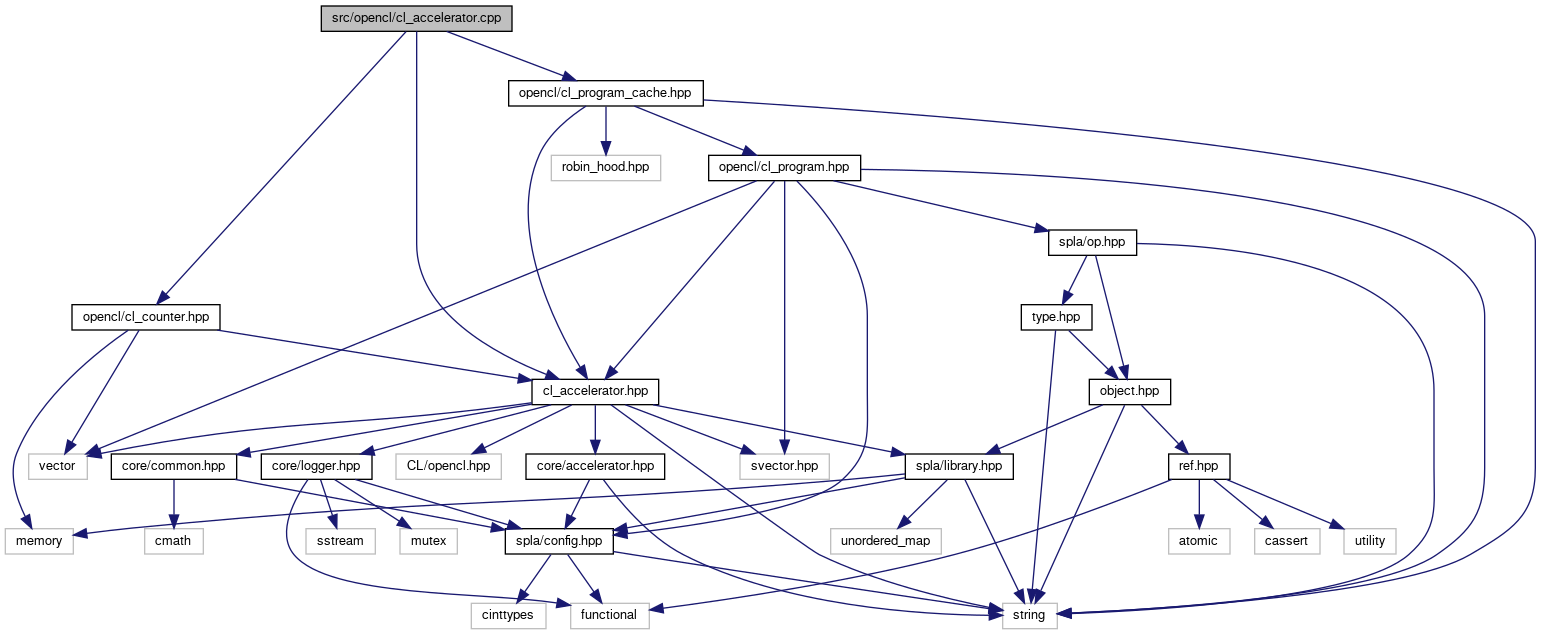 src/opencl/cl_accelerator.cpp
opencl/cl_program_cache.hpp
robin_hood.hpp
opencl/cl_program.hpp
spla/op.hpp
opencl/cl_counter.hpp
type.hpp
cl_accelerator.hpp
object.hpp
vector
core/common.hpp
core/logger.hpp
CL/opencl.hpp
core/accelerator.hpp
svector.hpp
spla/library.hpp
ref.hpp
memory
cmath
sstream
mutex
spla/config.hpp
unordered_map
atomic
cassert
utility
cinttypes
functional
string